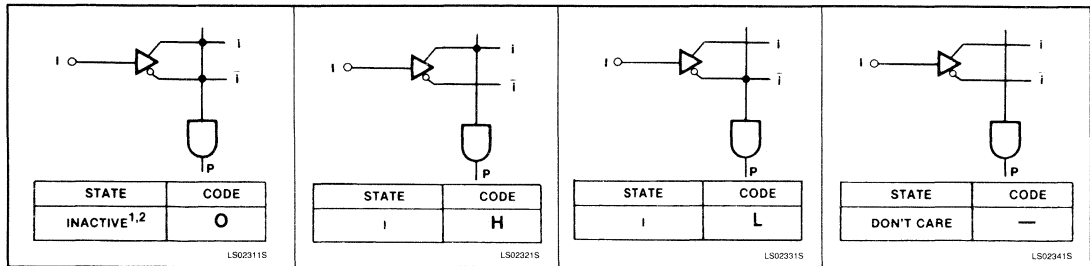 I i ī P
STATE CODE
INACTIVE1,2 O
LS02311S
I i ī P
STATE CODE
I H
LS02321S
I i ī P
STATE CODE
I L
LS02331S
I i ī P
STATE CODE
DON'T CARE —
LS02341S